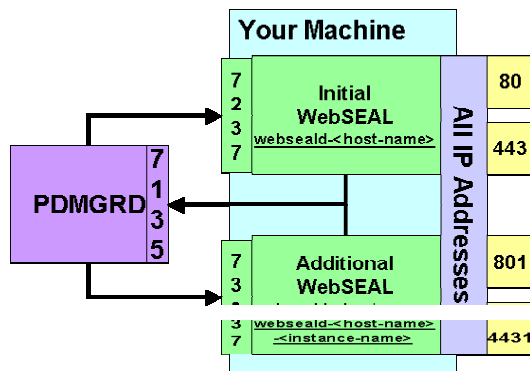 Your Machine
7
2
3
7
Initial
WebSEAL
webseald-<host-name>
All IP Addresses
80
443
PDMGRD
7
1
3
5
7
3
3
7
Additional
WebSEAL
webseald-<host-name>
-<instance-name>
801
4431